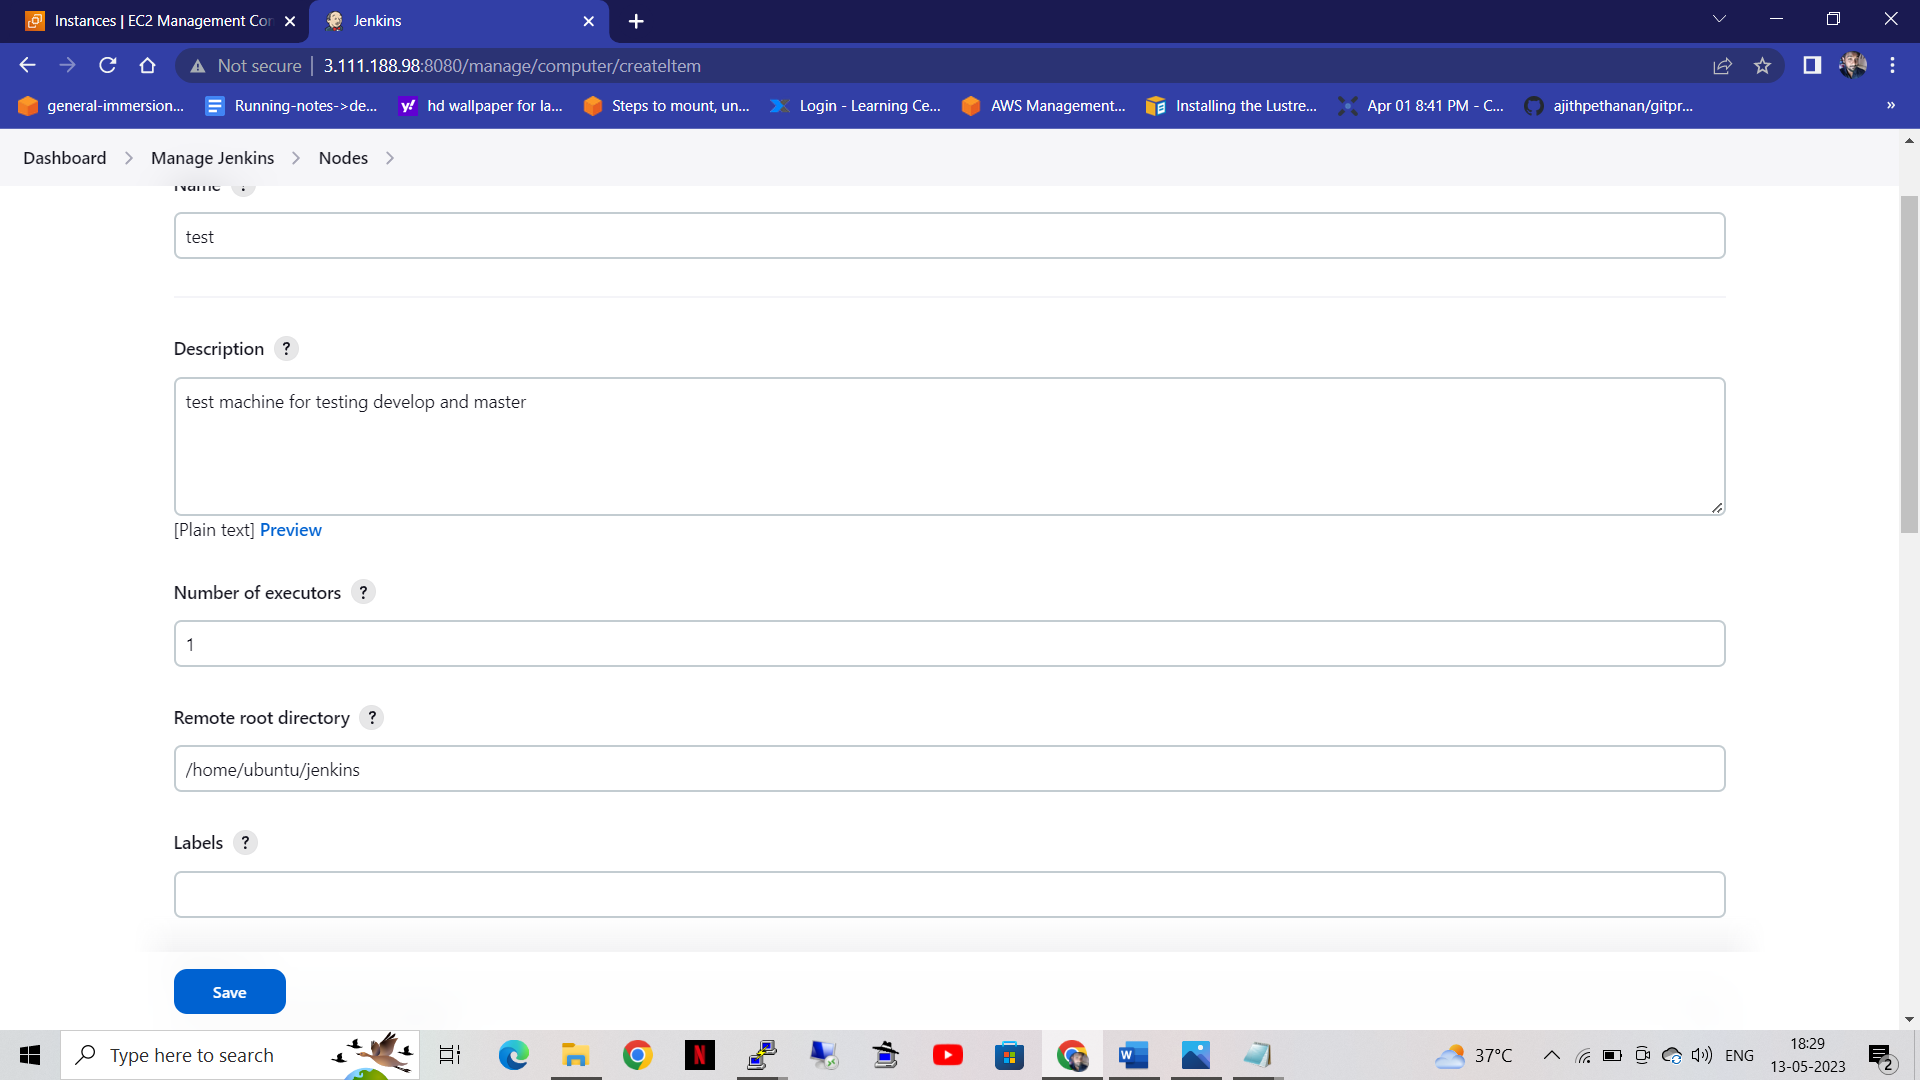 Instances | EC2 Management Con
Jenkins
Not secure
3.111.188.98:8080/manage/computer/createItem
general-immersion...
Running-notes->de...
hd wallpaper for la...
Steps to mount, un...
Login - Learning Ce...
AWS Management...
Installing the Lustre...
Apr 01 8:41 PM - C...
ajithpethanan/gitpr...
»
Dashboard
Manage Jenkins
Nodes
Name ?
test
Description ?
test machine for testing develop and master
[Plain text] Preview
Number of executors ?
1
Remote root directory ?
/home/ubuntu/jenkins
Labels ?
Save
Type here to search
37°C
ENG
18:29
13-05-2023
2